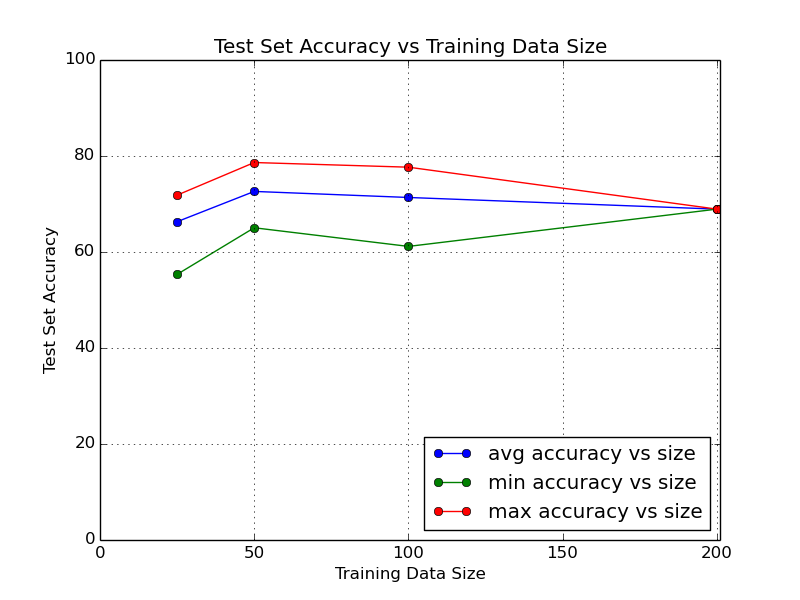 Test Set Accuracy vs Training Data Size
100
80
60
40
20
0
Test Set Accuracy
avg accuracy vs size
min accuracy vs size
max accuracy vs size
0 50 100 150 200
Training Data Size